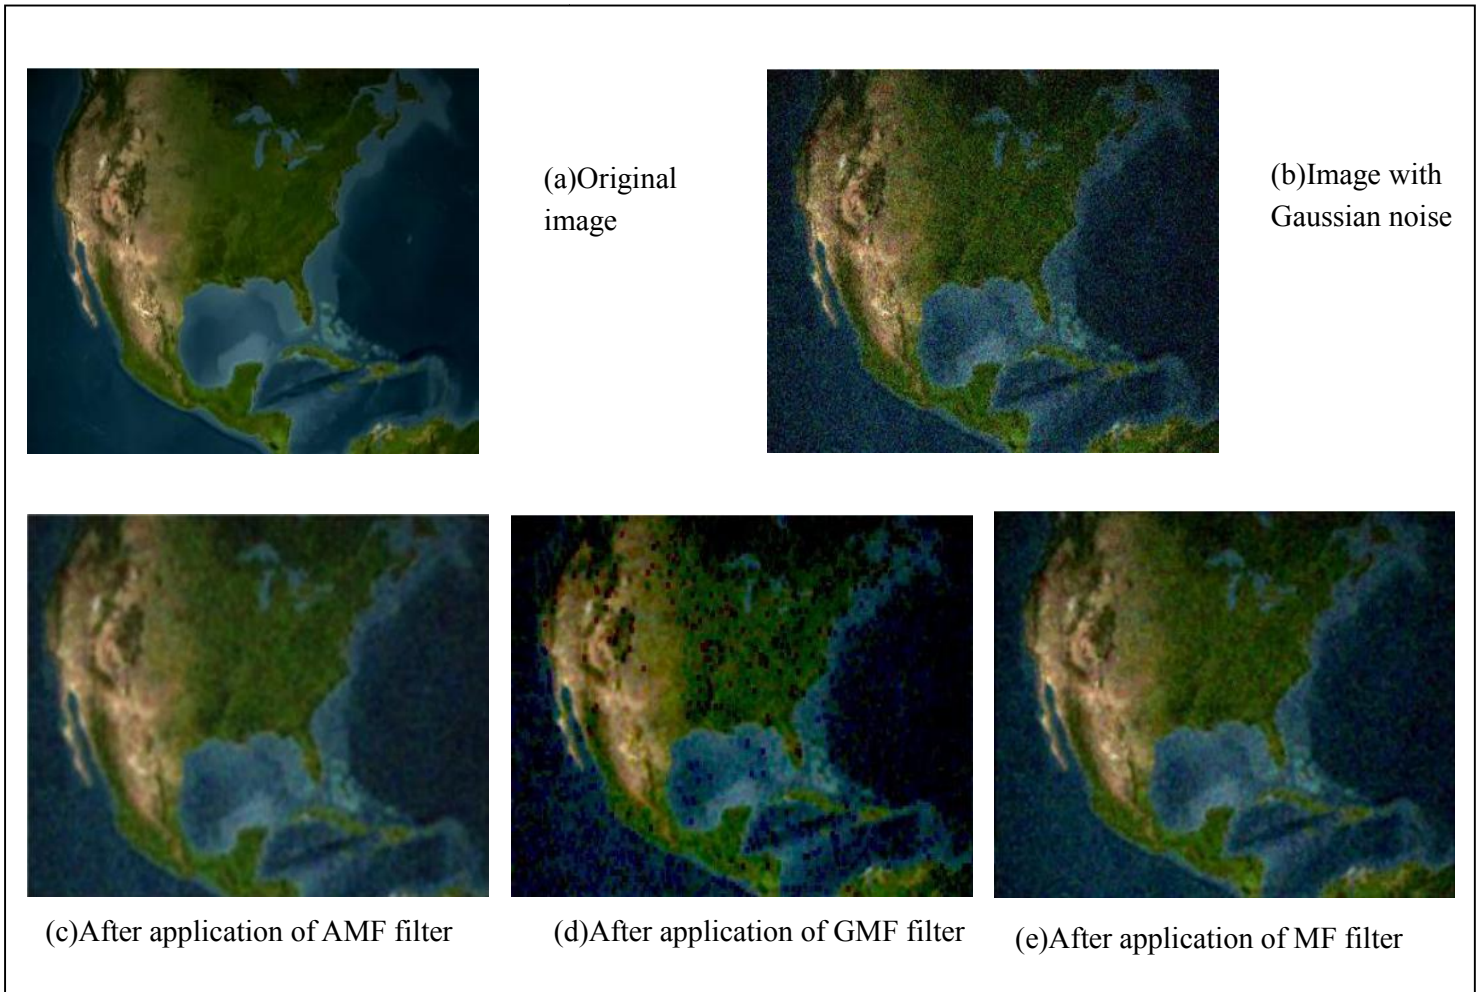 (a)Original
image
(b)Image with
Gaussian noise
(c)After application of AMF filter
(d)After application of GMF filter
(e)After application of MF filter